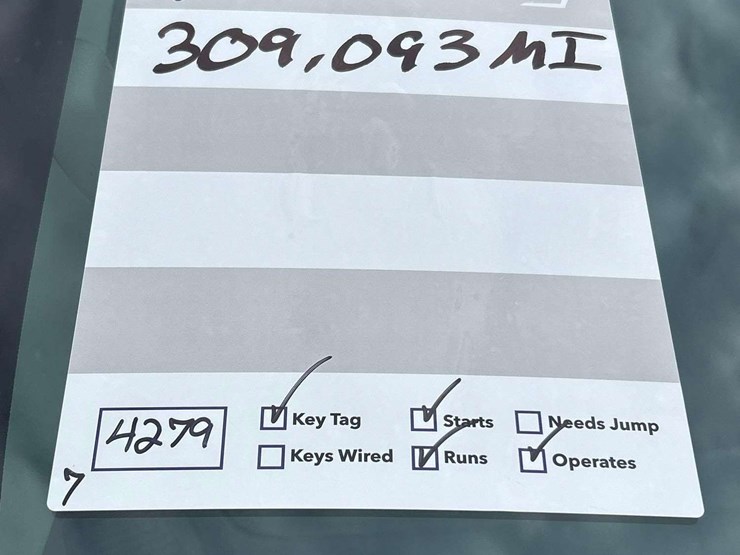 309,093 MI
4279 Key Tag Starts Needs Jump
Keys Wired Runs Operates
7